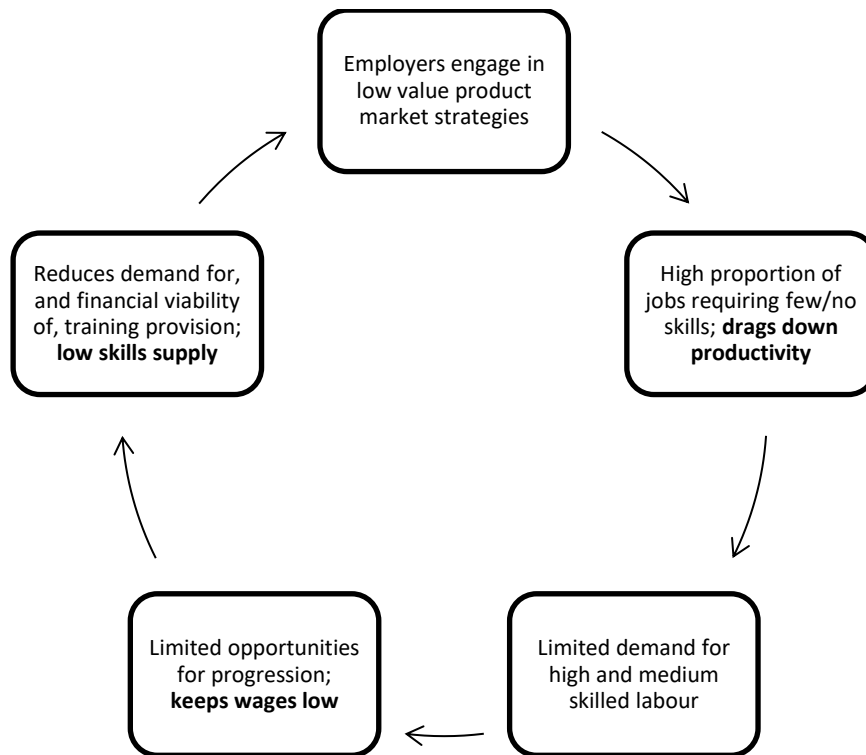 Employers engage in
low value product
market strategies
High proportion of
jobs requiring few/no
skills; drags down
productivity
Limited demand for
high and medium
skilled labour
Limited opportunities
for progression;
keeps wages low
Reduces demand for,
and financial viability
of, training provision;
low skills supply